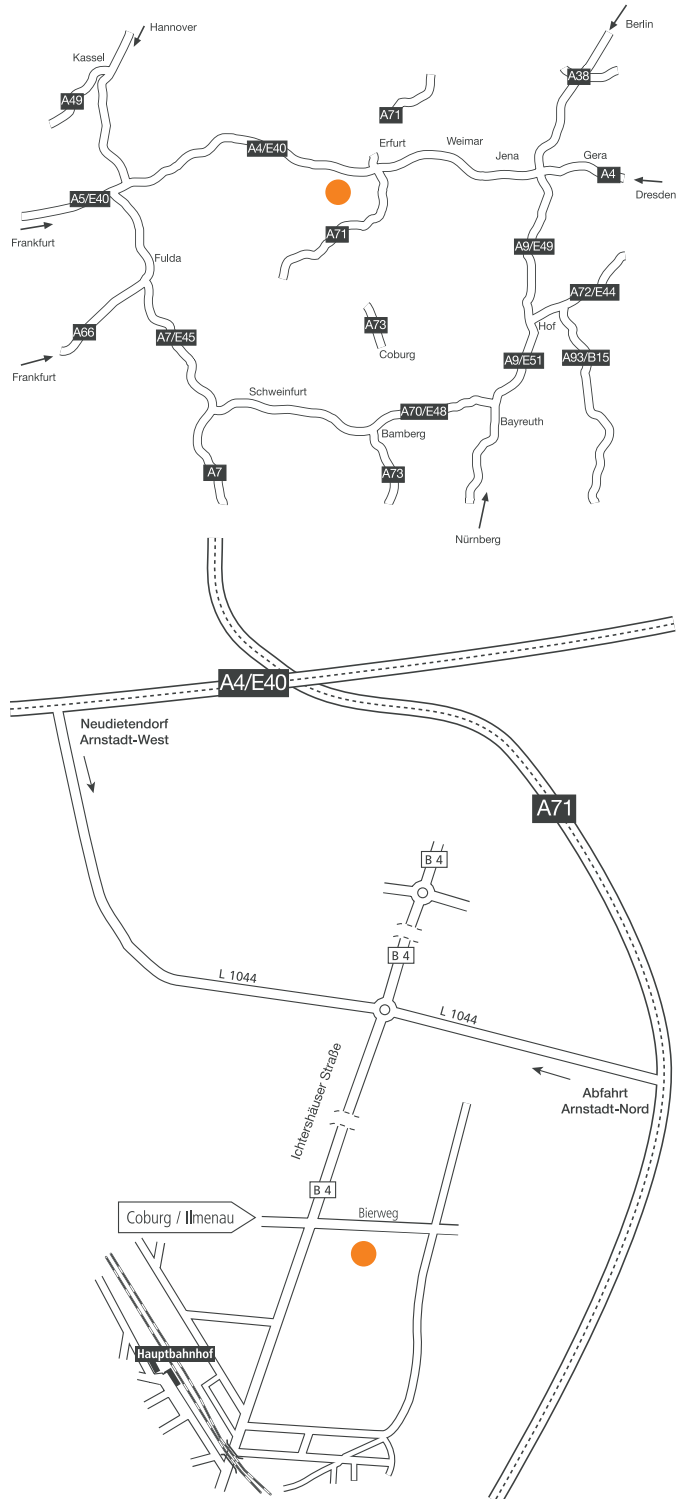 Hannover
Berlin
Kassel
A38
A49
A71
Erfurt
Weimar
A4/E40
Jena
Gera
A4
A5/E40
Dresden
Frankfurt
A71
A9/E49
Fulda
A72/E44
A66
A7/E45
A73
Hof
Coburg
A9/E51
A93/B15
Frankfurt
Schweinfurt
A70/E48
Bayreuth
Bamberg
A7
A73
Nürnberg
A4/E40
Neudietendorf
Arnstadt-West
A71
B 4
B 4
L 1044
L 1044
Ichtershäuser Straße
Abfahrt
Arnstadt-Nord
B 4
Coburg / Ilmenau
Bierweg
Hauptbahnhof